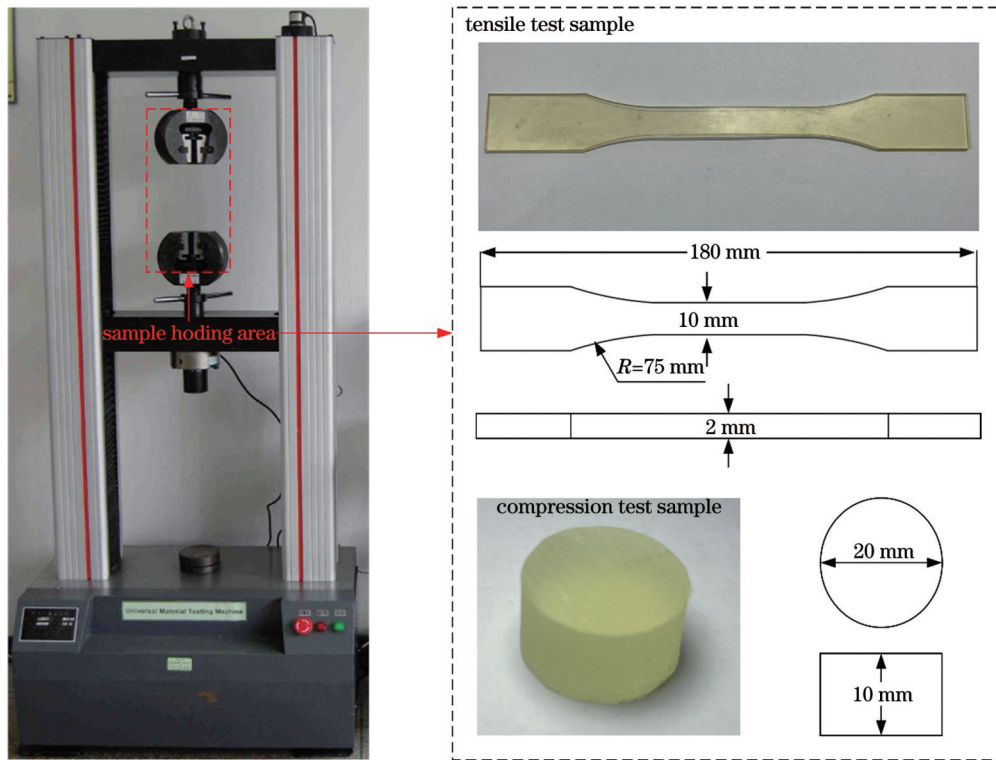 tensile test sample
180 mm
10 mm
R=75 mm
2 mm
sample hoding area
compression test sample
20 mm
10 mm
Universal Material Testing Machine